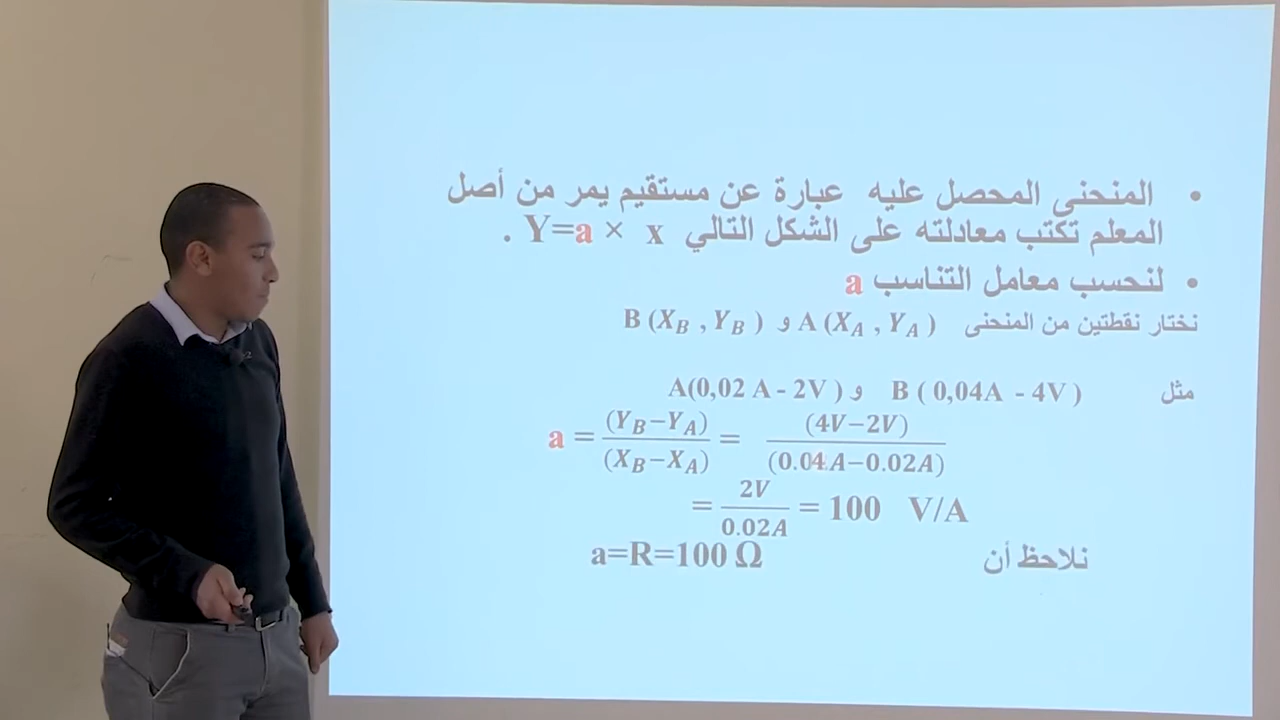 • المنحنى المحصل عليه عبارة عن مستقيم يمر من أصل
المعلم تكتب معادلته على الشكل التالي Y=a × x .
• لنحسب معامل التناسب a
نختار نقطتين من المنحنى A (X_A , Y_A ) و B (X_B , Y_B )
مثل B ( 0,04A - 4V ) و A(0,02 A - 2V )
a = (Y_B−Y_A)/(X_B−X_A) = (4V−2V)/(0.04A−0.02A)
= 2V/0.02A = 100 V/A
نلاحظ أن a=R=100 Ω